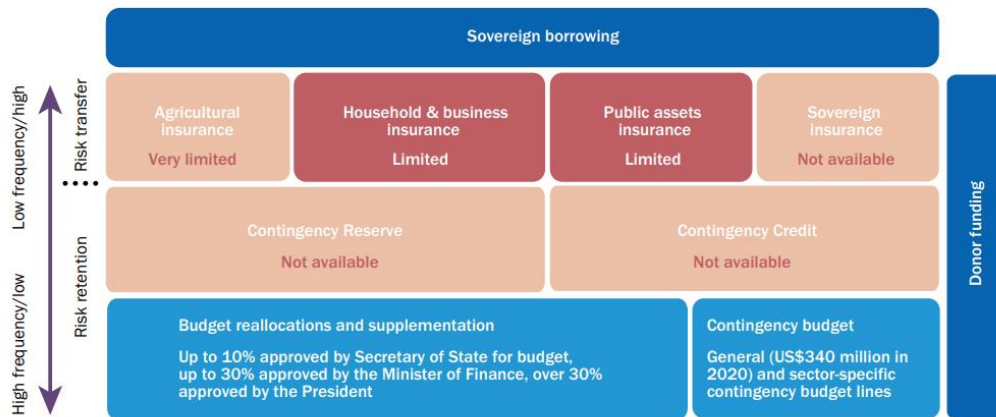 Sovereign borrowing
Low frequency/high
Risk transfer
Agricultural
insurance
Very limited
Household & business
insurance
Limited
Public assets
insurance
Limited
Sovereign
insurance
Not available
Donor funding
High frequency/low
Risk retention
Contingency Reserve
Not available
Contingency Credit
Not available
Budget reallocations and supplementation
Up to 10% approved by Secretary of State for budget,
up to 30% approved by the Minister of Finance, over 30%
approved by the President
Contingency budget
General (US$340 million in
2020) and sector-specific
contingency budget lines